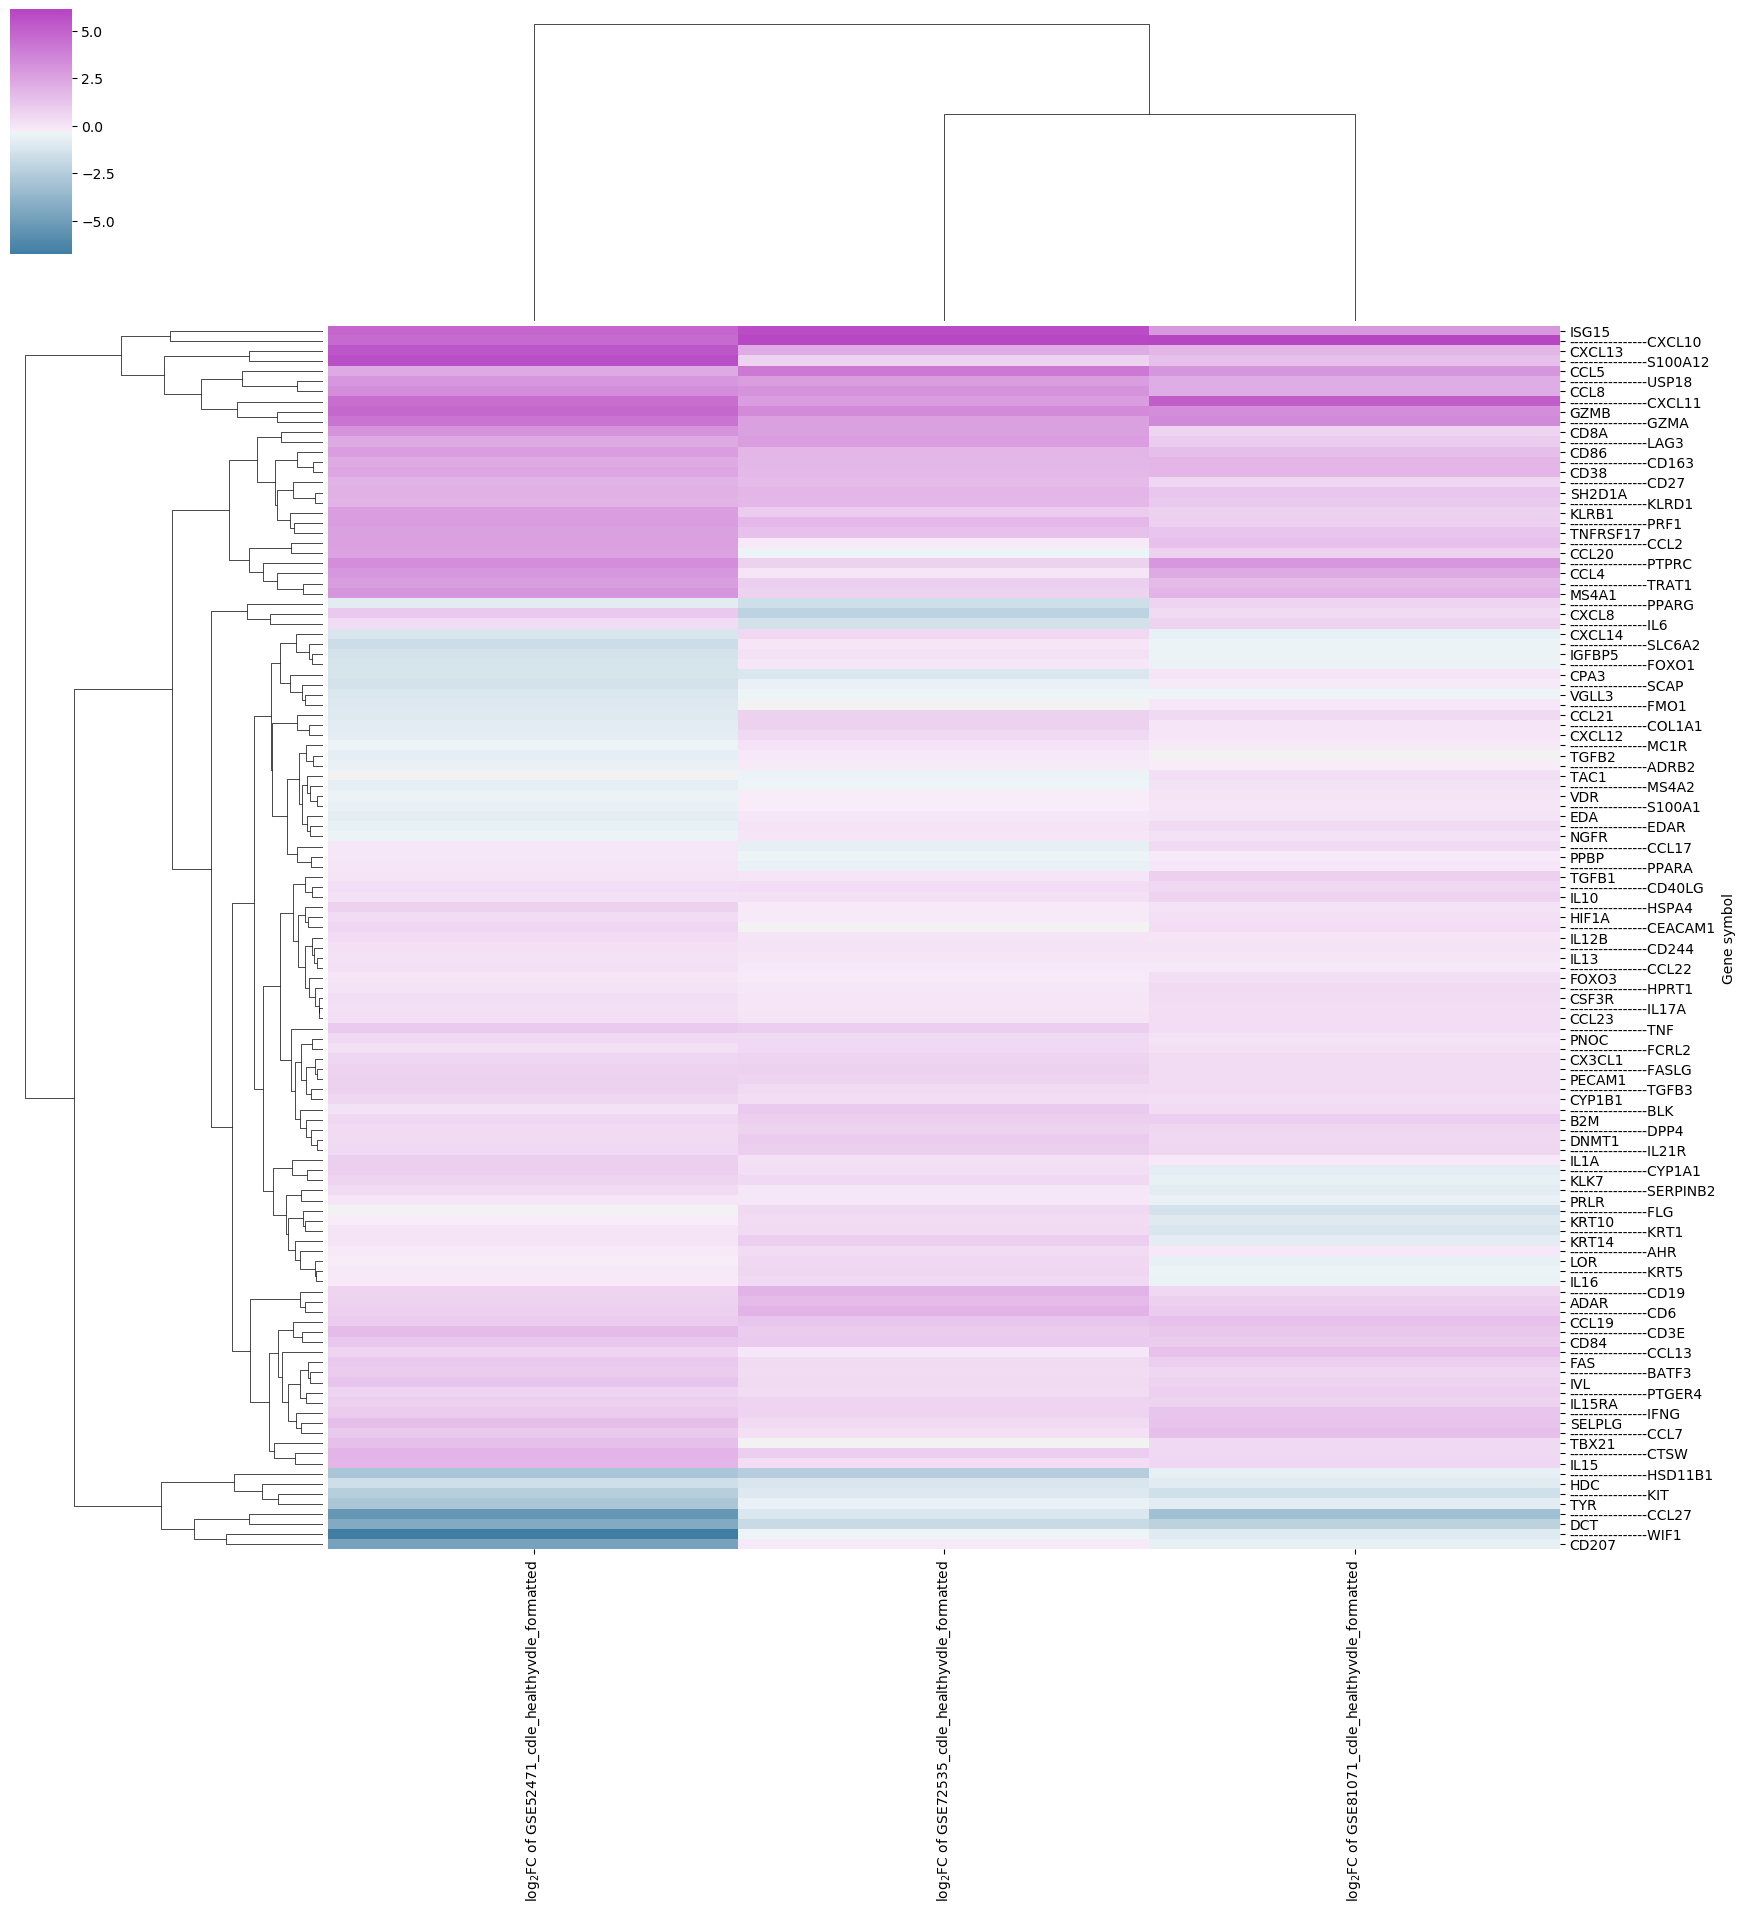 5.0
2.5
0.0
−2.5
−5.0
ISG15
----------------CXCL10
CXCL13
----------------S100A12
CCL5
----------------USP18
CCL8
----------------CXCL11
GZMB
----------------GZMA
CD8A
----------------LAG3
CD86
----------------CD163
CD38
----------------CD27
SH2D1A
----------------KLRD1
KLRB1
----------------PRF1
TNFRSF17
----------------CCL2
CCL20
----------------PTPRC
CCL4
----------------TRAT1
MS4A1
----------------PPARG
CXCL8
----------------IL6
CXCL14
----------------SLC6A2
IGFBP5
----------------FOXO1
CPA3
----------------SCAP
VGLL3
----------------FMO1
CCL21
----------------COL1A1
CXCL12
----------------MC1R
TGFB2
----------------ADRB2
TAC1
----------------MS4A2
VDR
----------------S100A1
EDA
----------------EDAR
NGFR
----------------CCL17
PPBP
----------------PPARA
TGFB1
----------------CD40LG
IL10
----------------HSPA4
HIF1A
----------------CEACAM1
IL12B
----------------CD244
IL13
----------------CCL22
FOXO3
----------------HPRT1
CSF3R
----------------IL17A
CCL23
----------------TNF
PNOC
----------------FCRL2
CX3CL1
----------------FASLG
PECAM1
----------------TGFB3
CYP1B1
----------------BLK
B2M
----------------DPP4
DNMT1
----------------IL21R
IL1A
----------------CYP1A1
KLK7
----------------SERPINB2
PRLR
----------------FLG
KRT10
----------------KRT1
KRT14
----------------AHR
LOR
----------------KRT5
IL16
----------------CD19
ADAR
----------------CD6
CCL19
----------------CD3E
CD84
----------------CCL13
FAS
----------------BATF3
IVL
----------------PTGER4
IL15RA
----------------IFNG
SELPLG
----------------CCL7
TBX21
----------------CTSW
IL15
----------------HSD11B1
HDC
----------------KIT
TYR
----------------CCL27
DCT
----------------WIF1
CD207
Gene symbol
log₂FC of GSE52471_cdle_healthyvdle_formatted
log₂FC of GSE72535_cdle_healthyvdle_formatted
log₂FC of GSE81071_cdle_healthyvdle_formatted